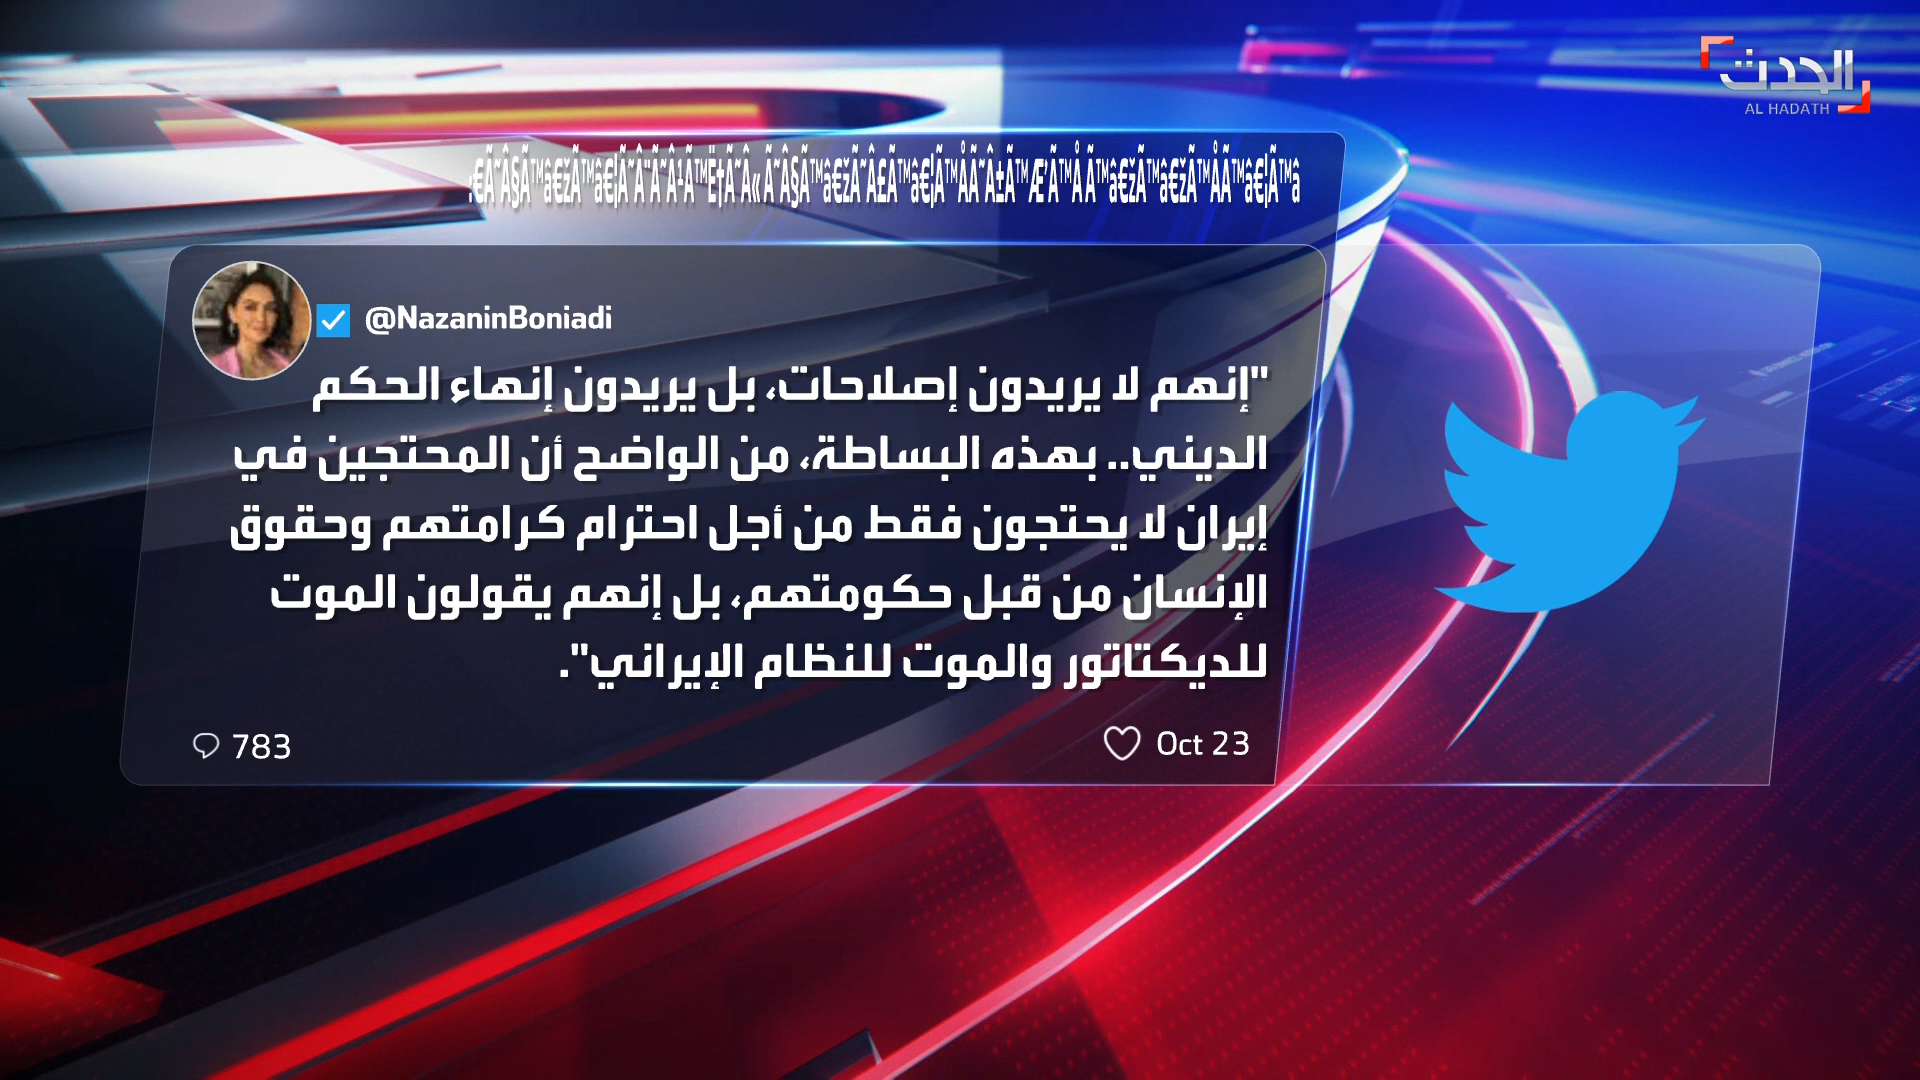 الحدث
AL HADATH
@NazaninBoniadi
"إنهم لا يريدون إصلاحات، بل يريدون إنهاء الحكم
الديني.. بهذه البساطة، من الواضح أن المحتجين في
إيران لا يحتجون فقط من أجل احترام كرامتهم وحقوق
الإنسان من قبل حكومتهم، بل إنهم يقولون الموت
للديكتاتور والموت للنظام الإيراني".
783
Oct 23